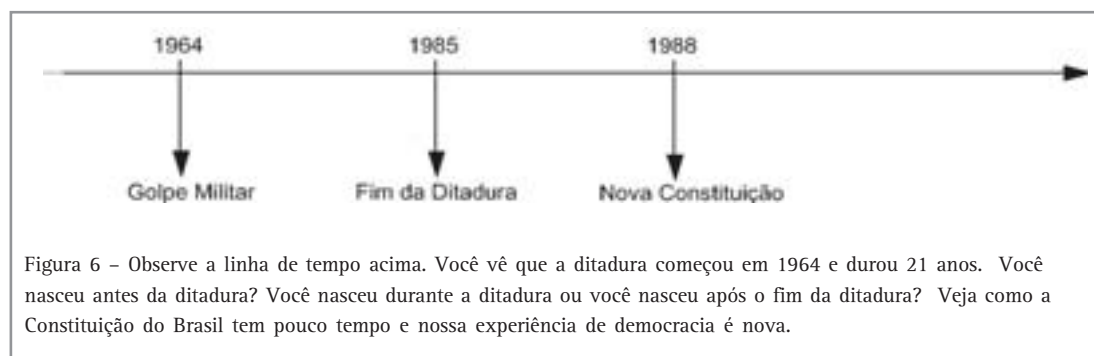 1964 1985 1988
Golpe Militar Fim da Ditadura Nova Constituição
Figura 6 – Observe a linha de tempo acima. Você vê que a ditadura começou em 1964 e durou 21 anos. Você
nasceu antes da ditadura? Você nasceu durante a ditadura ou você nasceu após o fim da ditadura? Veja como a
Constituição do Brasil tem pouco tempo e nossa experiência de democracia é nova.